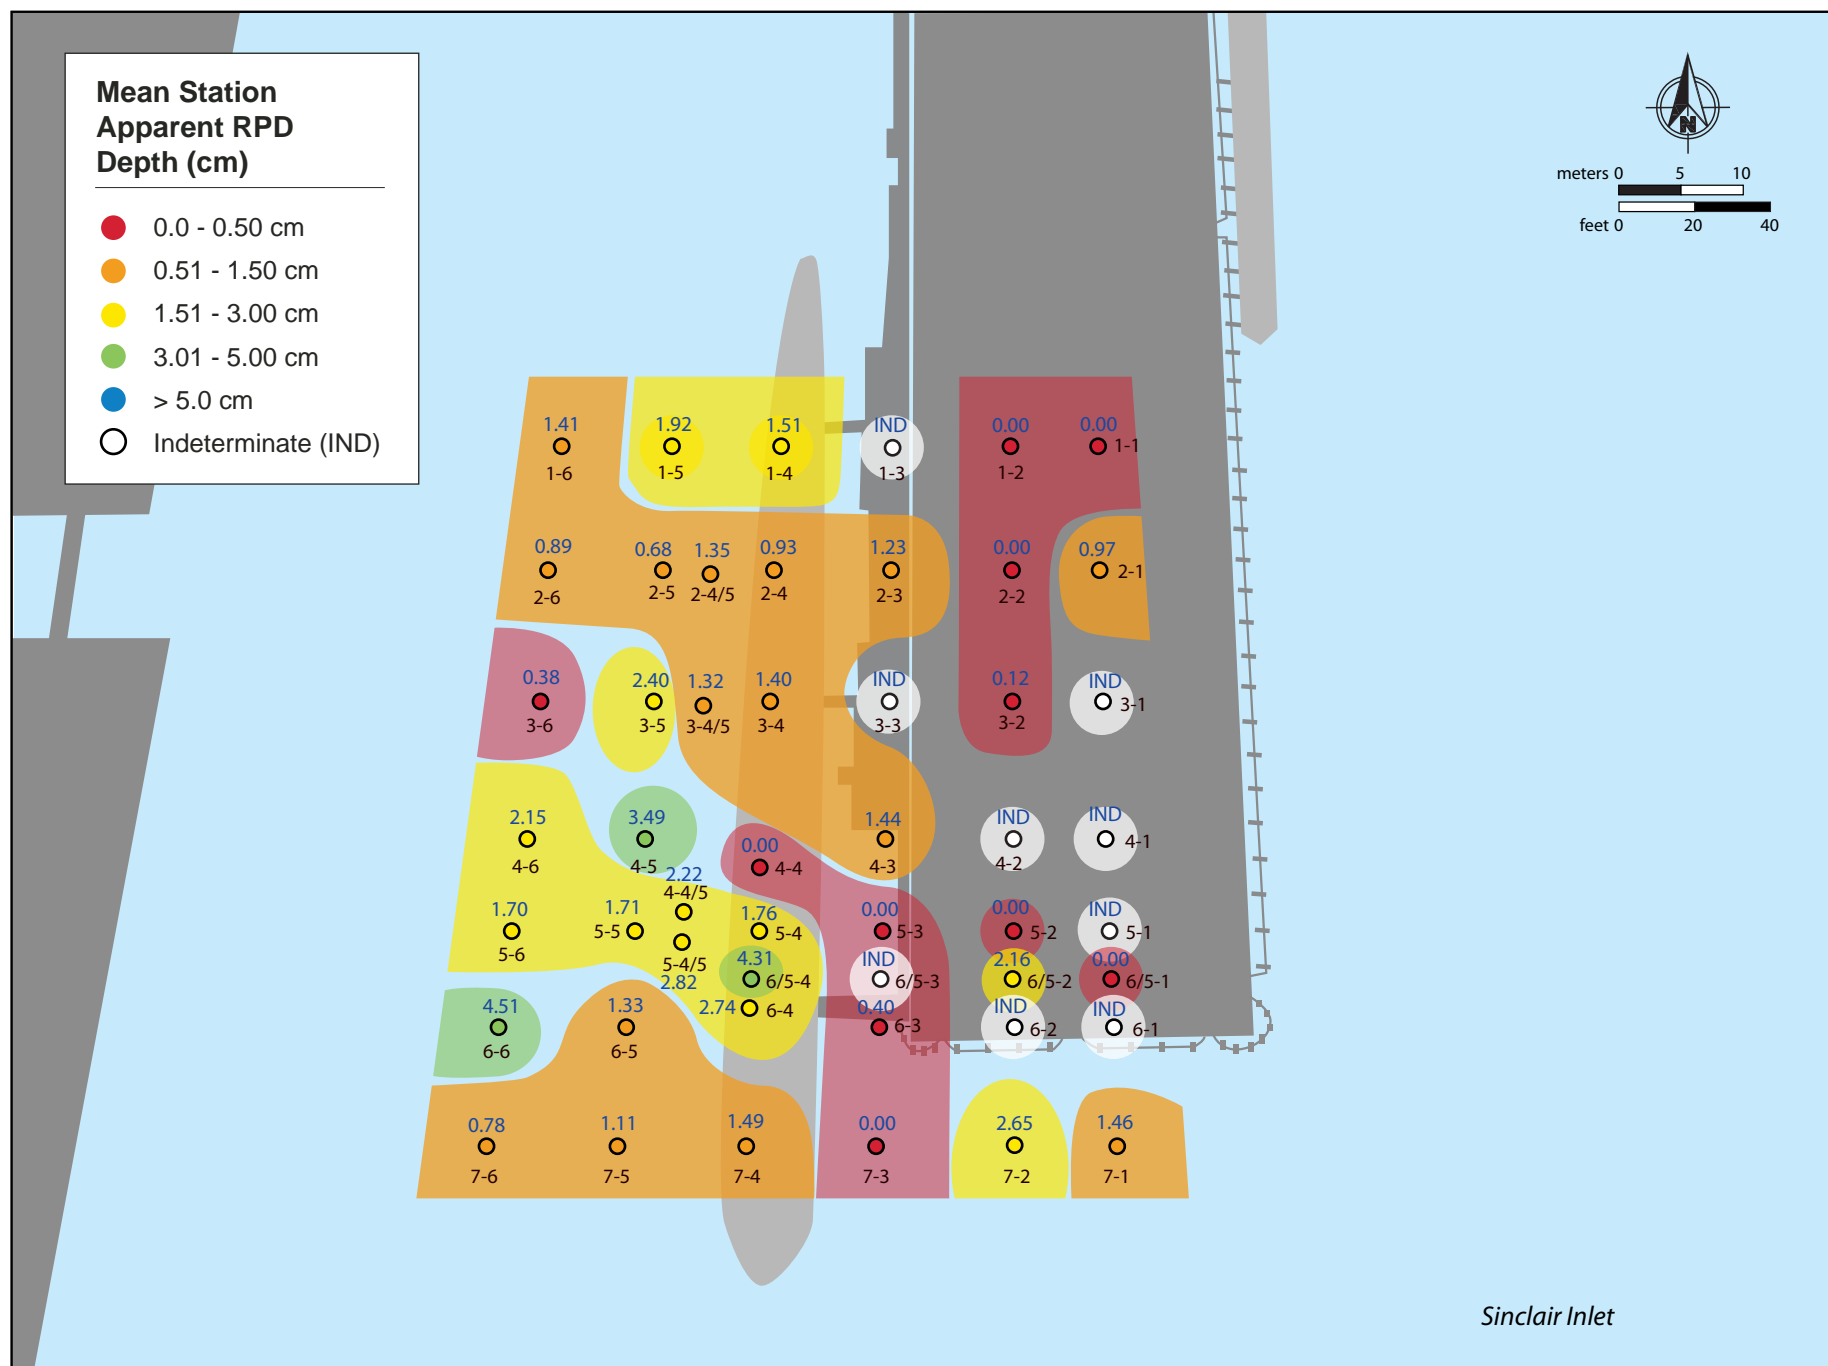 Mean Station
Apparent RPD
Depth (cm)
0.0 - 0.50 cm
0.51 - 1.50 cm
1.51 - 3.00 cm
3.01 - 5.00 cm
> 5.0 cm
Indeterminate (IND)
N
meters 0 5 10
feet 0 20 40
1.41 1.92 1.51 IND 0.00 0.00
1-6 1-5 1-4 1-3 1-2 1-1
0.89 0.68 1.35 0.93 1.23 0.00 0.97
2-6 2-5 2-4/5 2-4 2-3 2-2 2-1
0.38 2.40 1.32 1.40 IND 0.12 IND
3-6 3-5 3-4/5 3-4 3-3 3-2 3-1
2.15 3.49 0.00 1.44 IND IND
4-6 4-5 4-4 4-3 4-2 4-1
2.22
4-4/5
1.70 1.71 1.76 0.00 0.00 IND
5-6 5-5 5-4 5-3 5-2 5-1
5-4/5
2.82
4.31 IND 2.16 0.00
6/5-4 6/5-3 6/5-2 6/5-1
4.51 1.33 2.74 0.40 IND IND
6-6 6-5 6-4 6-3 6-2 6-1
0.78 1.11 1.49 0.00 2.65 1.46
7-6 7-5 7-4 7-3 7-2 7-1
Sinclair Inlet